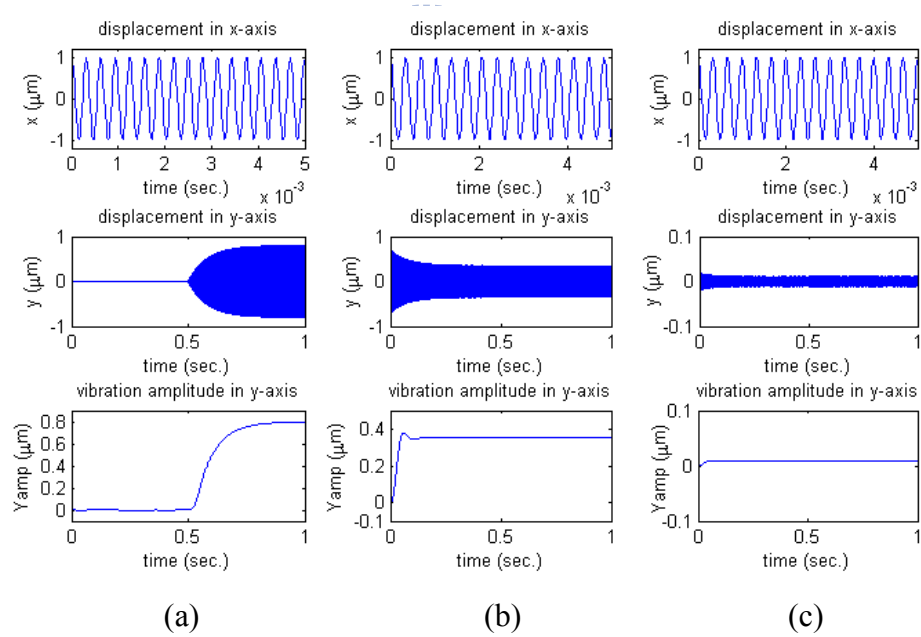 displacement in x-axis
1
0
-1
x (μm)
0 1 2 3 4 5
time (sec.)
x 10⁻³
displacement in y-axis
1
0
-1
y (μm)
0 0.5 1
time (sec.)
vibration amplitude in y-axis
0.8
0.6
0.4
0.2
0
Yamp (μm)
0 0.5 1
time (sec.)
(a)
displacement in x-axis
1
0
-1
x (μm)
0 2 4
time (sec.)
x 10⁻³
displacement in y-axis
1
0
-1
y (μm)
0 0.5 1
time (sec.)
vibration amplitude in y-axis
0.4
0.2
0
-0.1
Yamp (μm)
0 0.5 1
time (sec.)
(b)
displacement in x-axis
1
0
-1
x (μm)
0 2 4
time (sec.)
x 10⁻³
displacement in y-axis
0.1
0
-0.1
y (μm)
0 0.5 1
time (sec.)
vibration amplitude in y-axis
0.1
0
-0.1
Yamp (μm)
0 0.5 1
time (sec.)
(c)